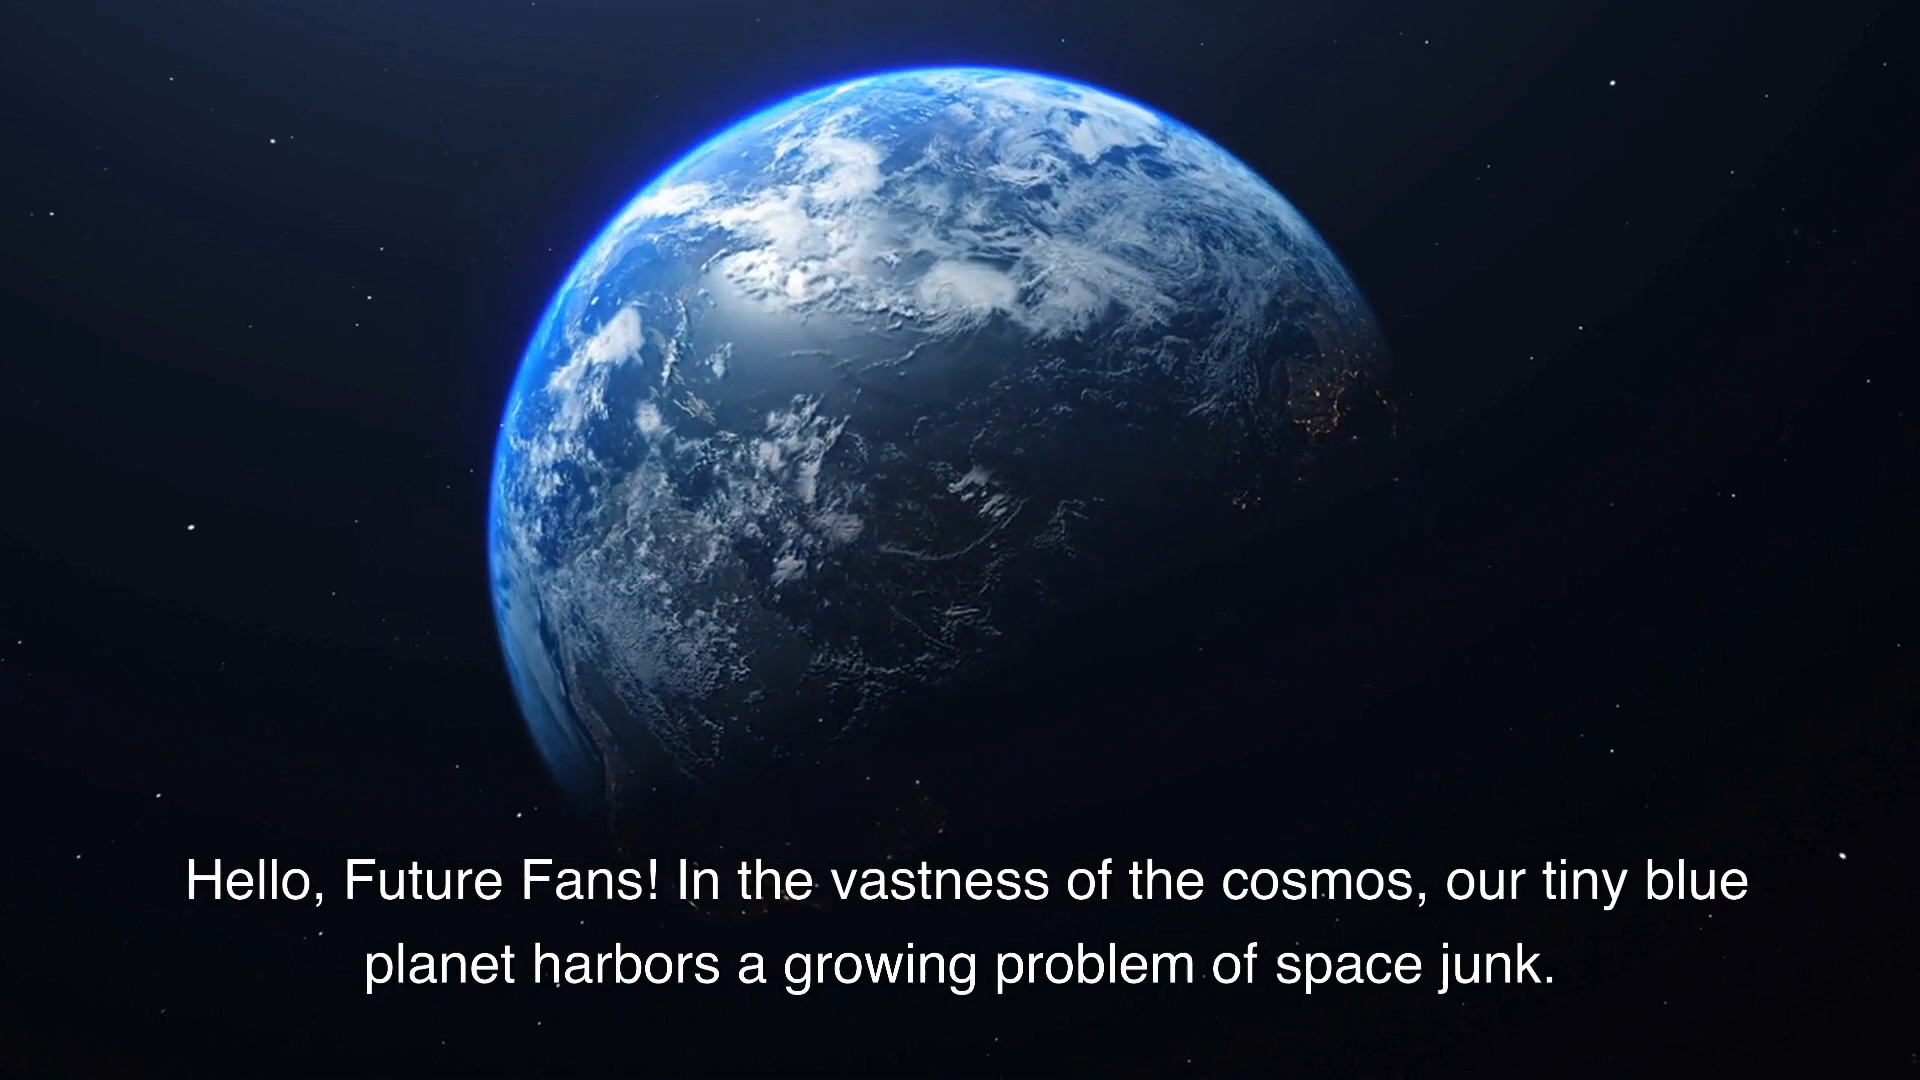 Hello, Future Fans! In the vastness of the cosmos, our tiny blue
planet harbors a growing problem of space junk.